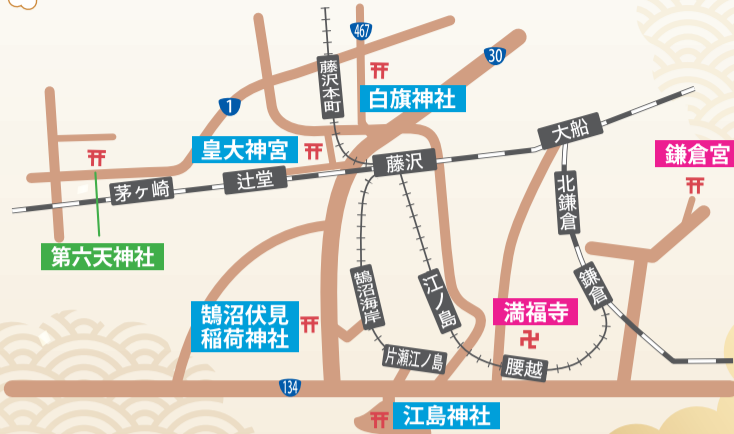 467
30
藤沢本町
白旗神社
1
大船
皇大神宮
藤沢
鎌倉宮
辻堂
茅ヶ崎
北鎌倉
第六天神社
鎌倉
鵠沼海岸
江ノ島
鵠沼伏見
稲荷神社
満福寺
片瀬江ノ島
腰越
134
江島神社